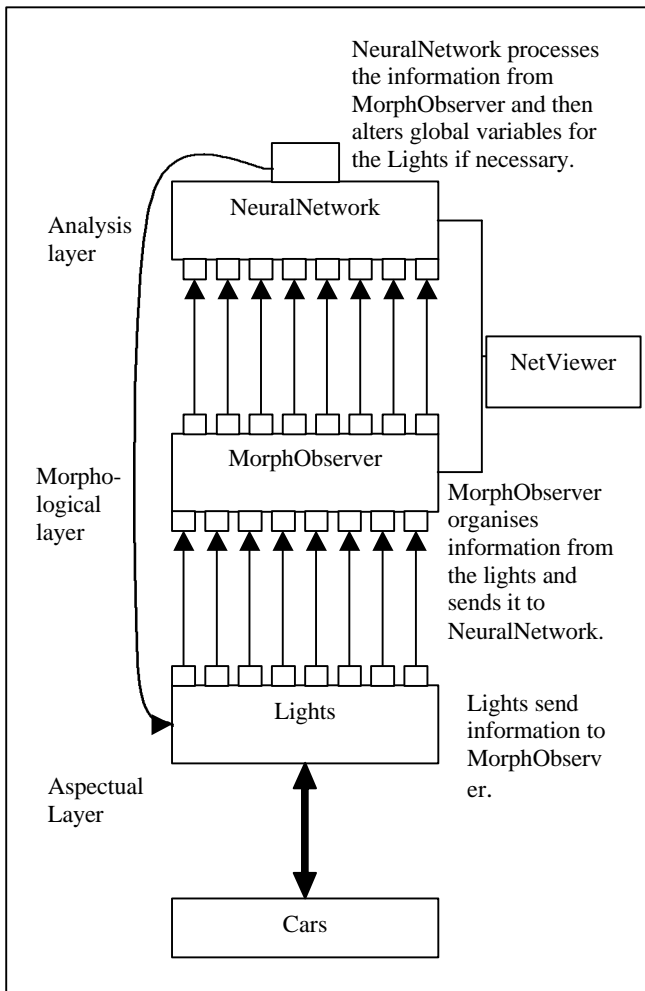 NeuralNetwork processes
the information from
MorphObserver and then
alters global variables for
the Lights if necessary.
NeuralNetwork
Analysis
layer
NetViewer
MorphObserver
Morpho-
logical
layer
MorphObserver
organises
information from
the lights and
sends it to
NeuralNetwork.
Lights
Lights send
information to
MorphObserv
er.
Aspectual
Layer
Cars